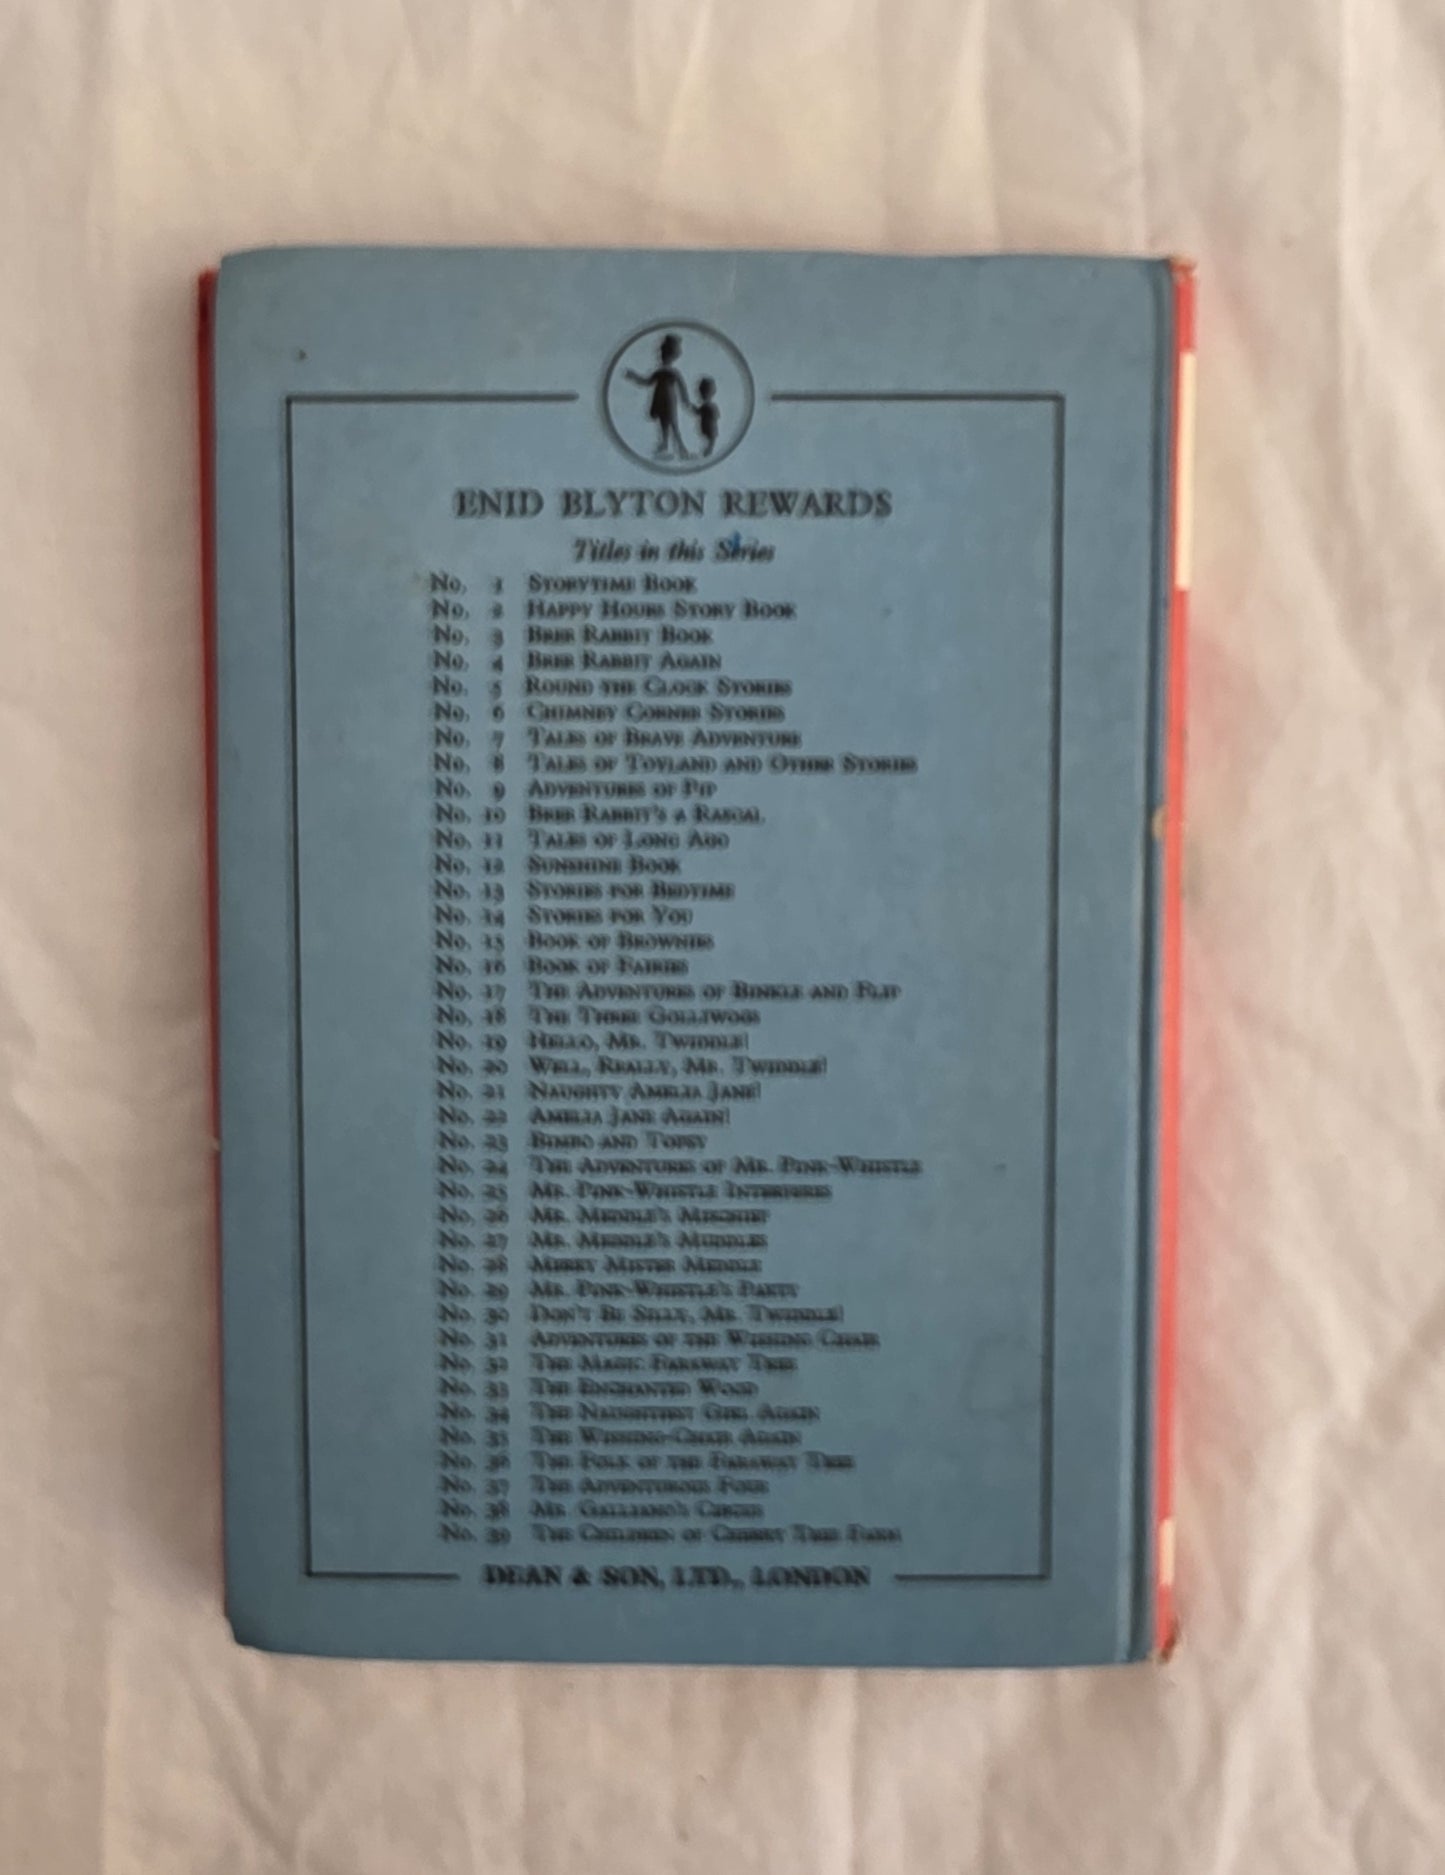 ENID BLYTON REWARDS
Titles in this Series
No. 1 Storytime Book
No. 2 Happy Hours Story Book
No. 3 Brer Rabbit Book
No. 4 Brer Rabbit Again
No. 5 Round the Clock Stories
No. 6 Chimney Corner Stories
No. 7 Tales of Brave Adventure
No. 8 Tales of Toyland and Other Stories
No. 9 Adventures of Pip
No. 10 Brer Rabbit's a Rascal
No. 11 Tales of Long Ago
No. 12 Sunshine Book
No. 13 Stories for Bedtime
No. 14 Stories for You
No. 15 Book of Brownies
No. 16 Book of Fairies
No. 17 The Adventures of Binkle and Flip
No. 18 The Three Golliwogs
No. 19 Hello, Mr. Twiddle!
No. 20 Well, Really, Mr. Twiddle!
No. 21 Naughty Amelia Jane!
No. 22 Amelia Jane Again!
No. 23 Bimbo and Topsy
No. 24 The Adventures of Mr. Pink-Whistle
No. 25 Mr. Pink-Whistle Interferes
No. 26 Mr. Meddle's Mischief
No. 27 Mr. Meddle's Muddles
No. 28 Merry Mister Meddle
No. 29 Mr. Pink-Whistle's Party
No. 30 Don't Be Silly, Mr. Twiddle!
No. 31 Adventures of the Wishing Chair
No. 32 The Magic Faraway Tree
No. 33 The Enchanted Wood
No. 34 The Naughtiest Girl Again
No. 35 The Wishing-Chair Again
No. 36 The Folk of the Faraway Tree
No. 37 The Adventurous Four
No. 38 Mr. Galliano's Circus
No. 39 The Children of Cherry Tree Farm
DEAN & SON, LTD., LONDON